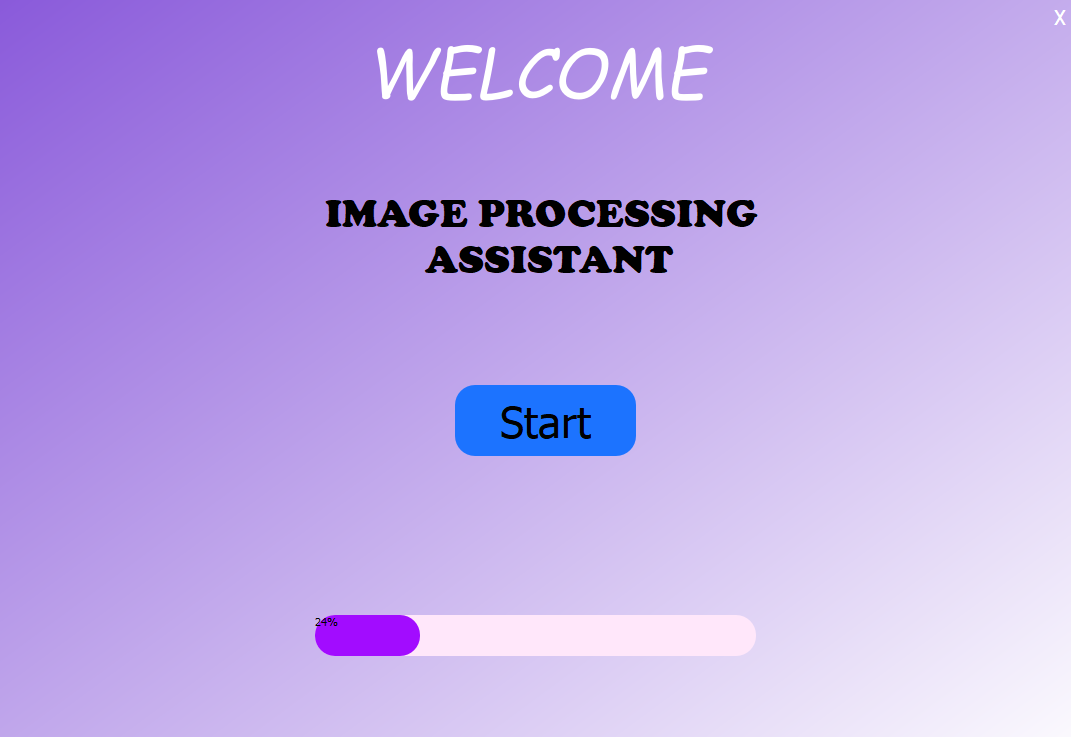 X
WELCOME
IMAGE PROCESSING
ASSISTANT
Start
24%